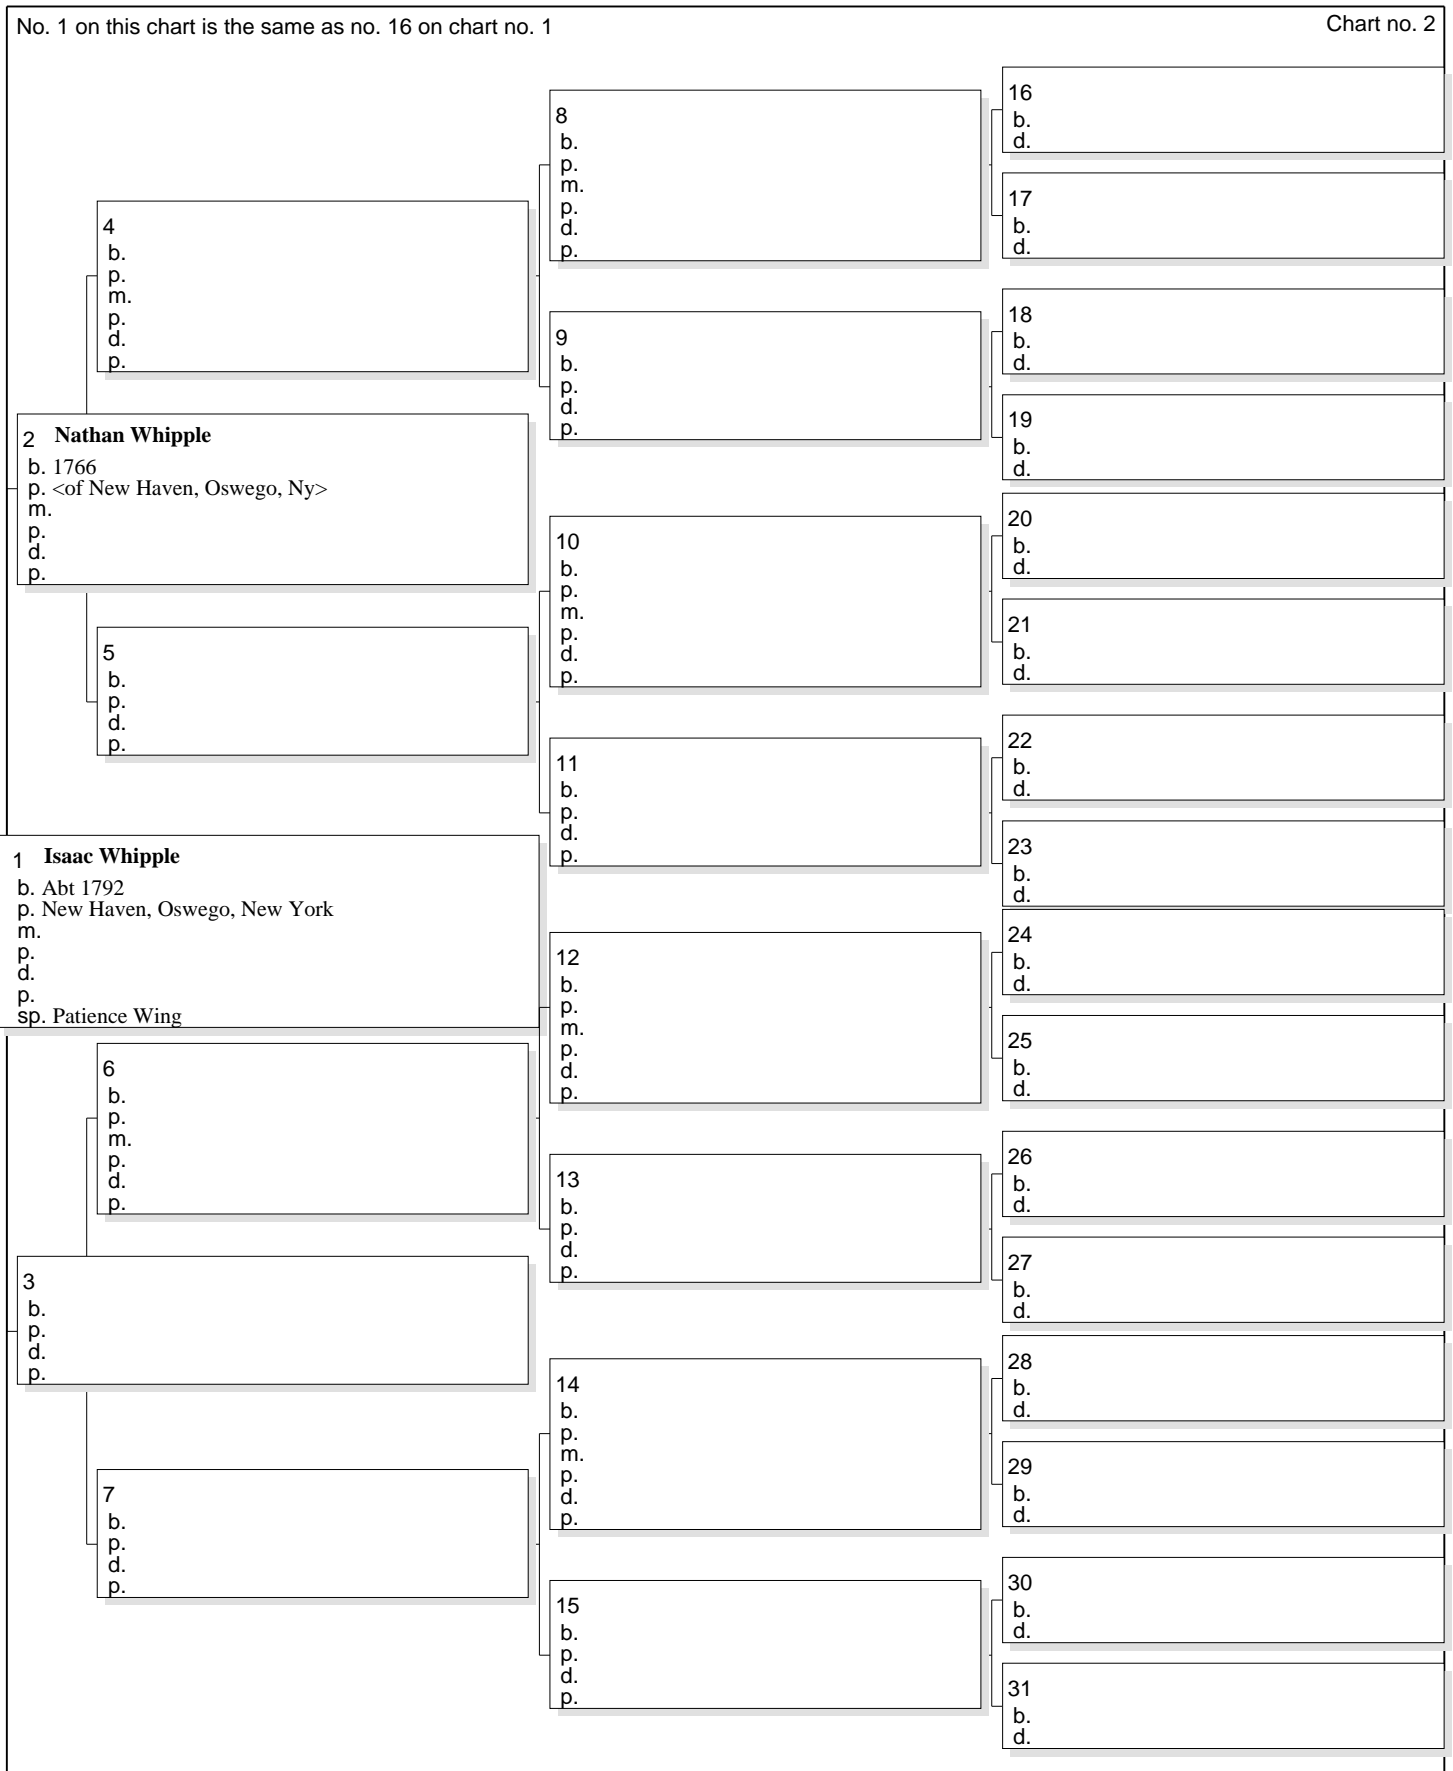 No. 1 on this chart is the same as no. 16 on chart no. 1
Chart no. 2
16
b.
d.
8
b.
p.
m.
p.
d.
p.
17
b.
d.
4
b.
p.
m.
p.
d.
p.
18
b.
d.
9
b.
p.
d.
p.
19
b.
d.
2 Nathan Whipple
b. 1766
p. <of New Haven, Oswego, Ny>
m.
p.
d.
p.
20
b.
d.
10
b.
p.
m.
p.
d.
p.
21
b.
d.
5
b.
p.
d.
p.
22
b.
d.
11
b.
p.
d.
p.
23
b.
d.
1 Isaac Whipple
b. Abt 1792
p. New Haven, Oswego, New York
m.
p.
d.
p.
sp. Patience Wing
24
b.
d.
12
b.
p.
m.
p.
d.
p.
25
b.
d.
6
b.
p.
m.
p.
d.
p.
26
b.
d.
13
b.
p.
d.
p.
27
b.
d.
3
b.
p.
d.
p.
28
b.
d.
14
b.
p.
m.
p.
d.
p.
29
b.
d.
7
b.
p.
d.
p.
30
b.
d.
15
b.
p.
d.
p.
31
b.
d.